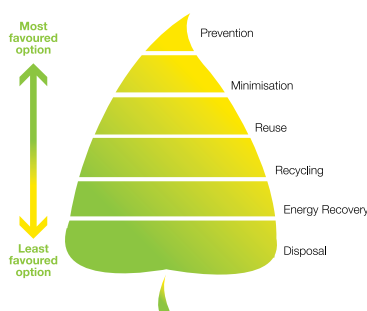 Most
favoured
option
Prevention
Minimisation
Reuse
Recycling
Energy Recovery
Disposal
Least
favoured
option